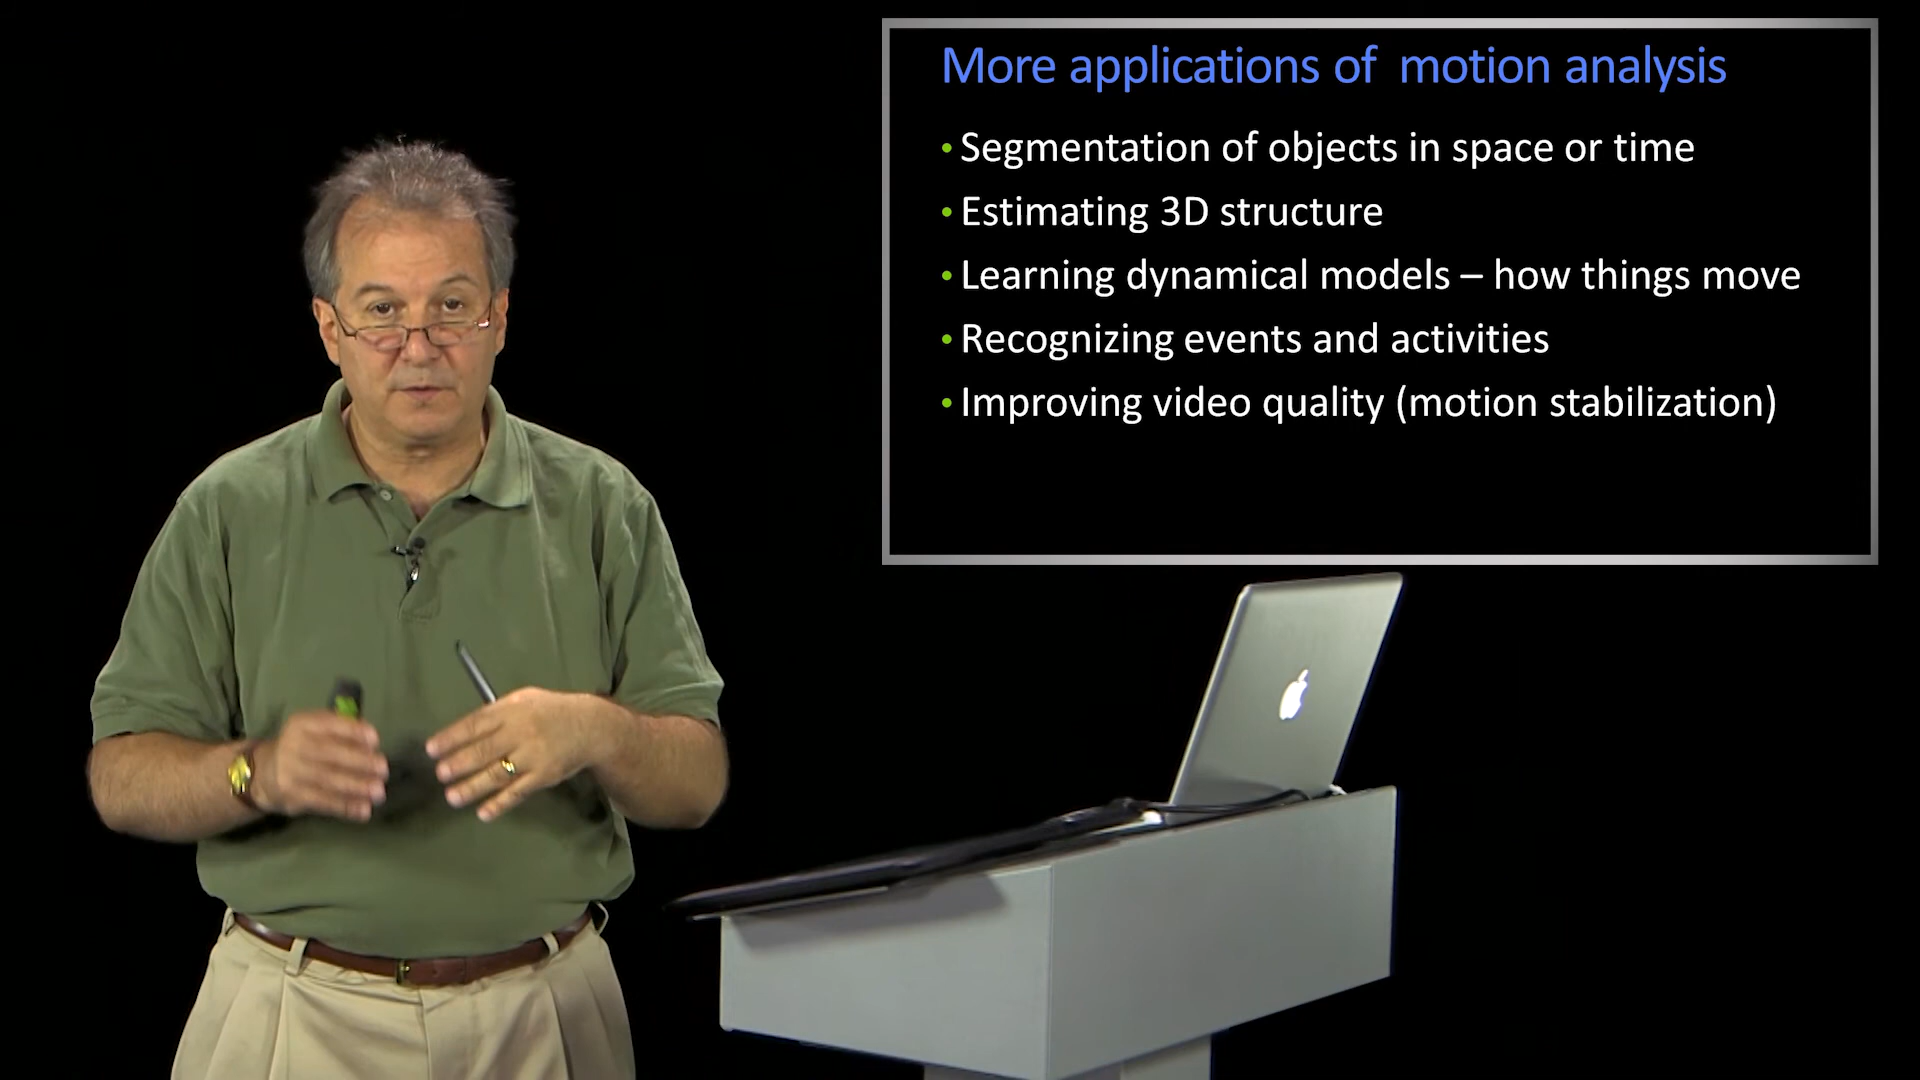 More applications of motion analysis
• Segmentation of objects in space or time
• Estimating 3D structure
• Learning dynamical models – how things move
• Recognizing events and activities
• Improving video quality (motion stabilization)